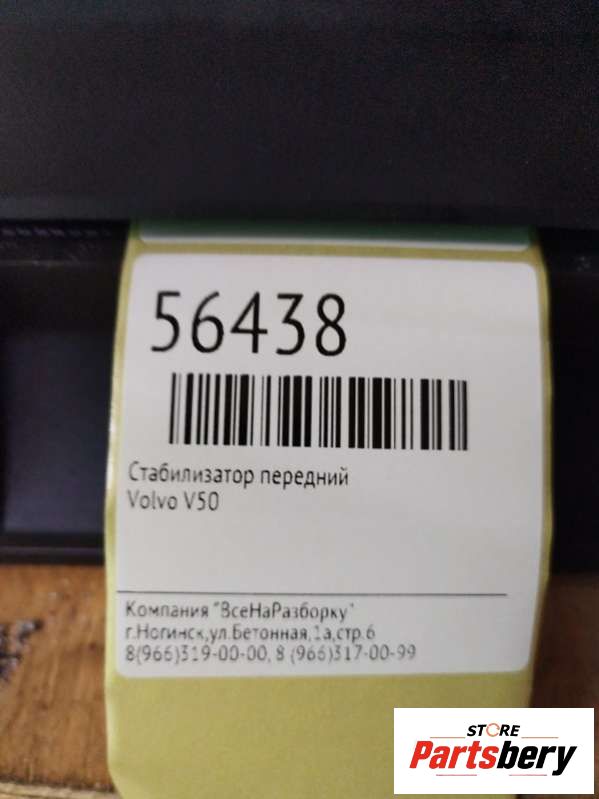 56438
Стабилизатор передний
Volvo V50
Компания "ВсеНаРазборку"
г.Ногинск,ул.Бетонная,1а,стр.6
8(966)319-00-00, 8 (966)317-00-99
STORE
Partsbery